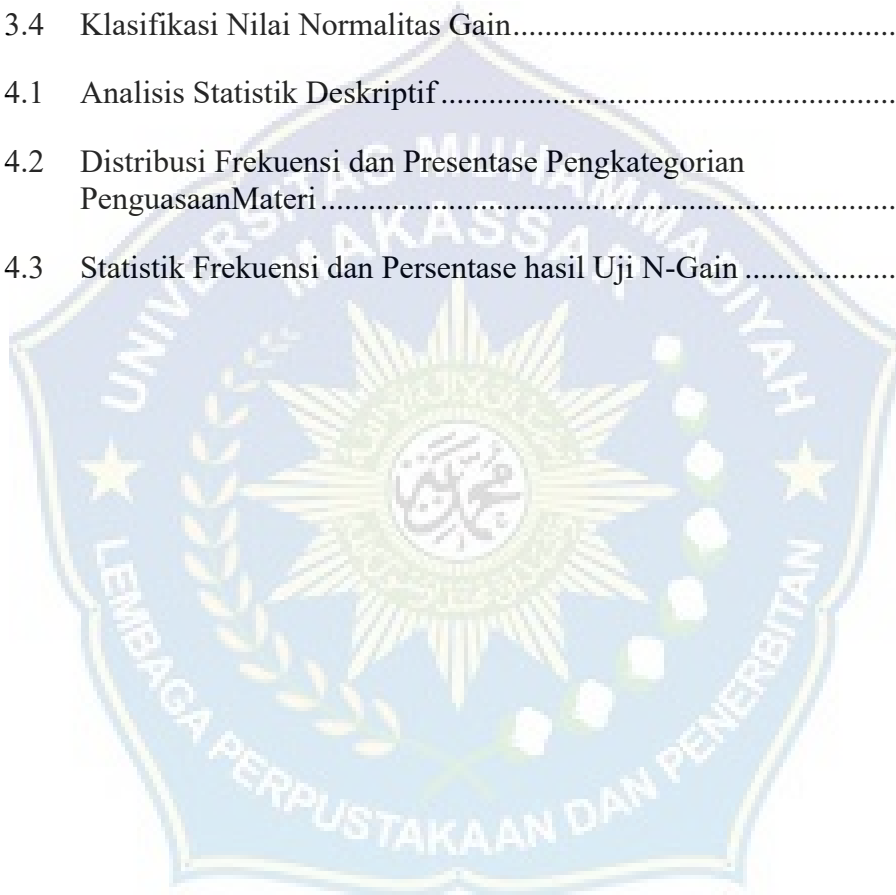 3.4 Klasifikasi Nilai Normalitas Gain................................................
4.1 Analisis Statistik Deskriptif.........................................................
4.2 Distribusi Frekuensi dan Presentase Pengkategorian
PenguasaanMateri........................................................................
4.3 Statistik Frekuensi dan Persentase hasil Uji N-Gain ...................
UNIVERSITAS MUHAMMADIYAH
MAKASSAR
LEMBAGA PERPUSTAKAAN DAN PENERBITAN